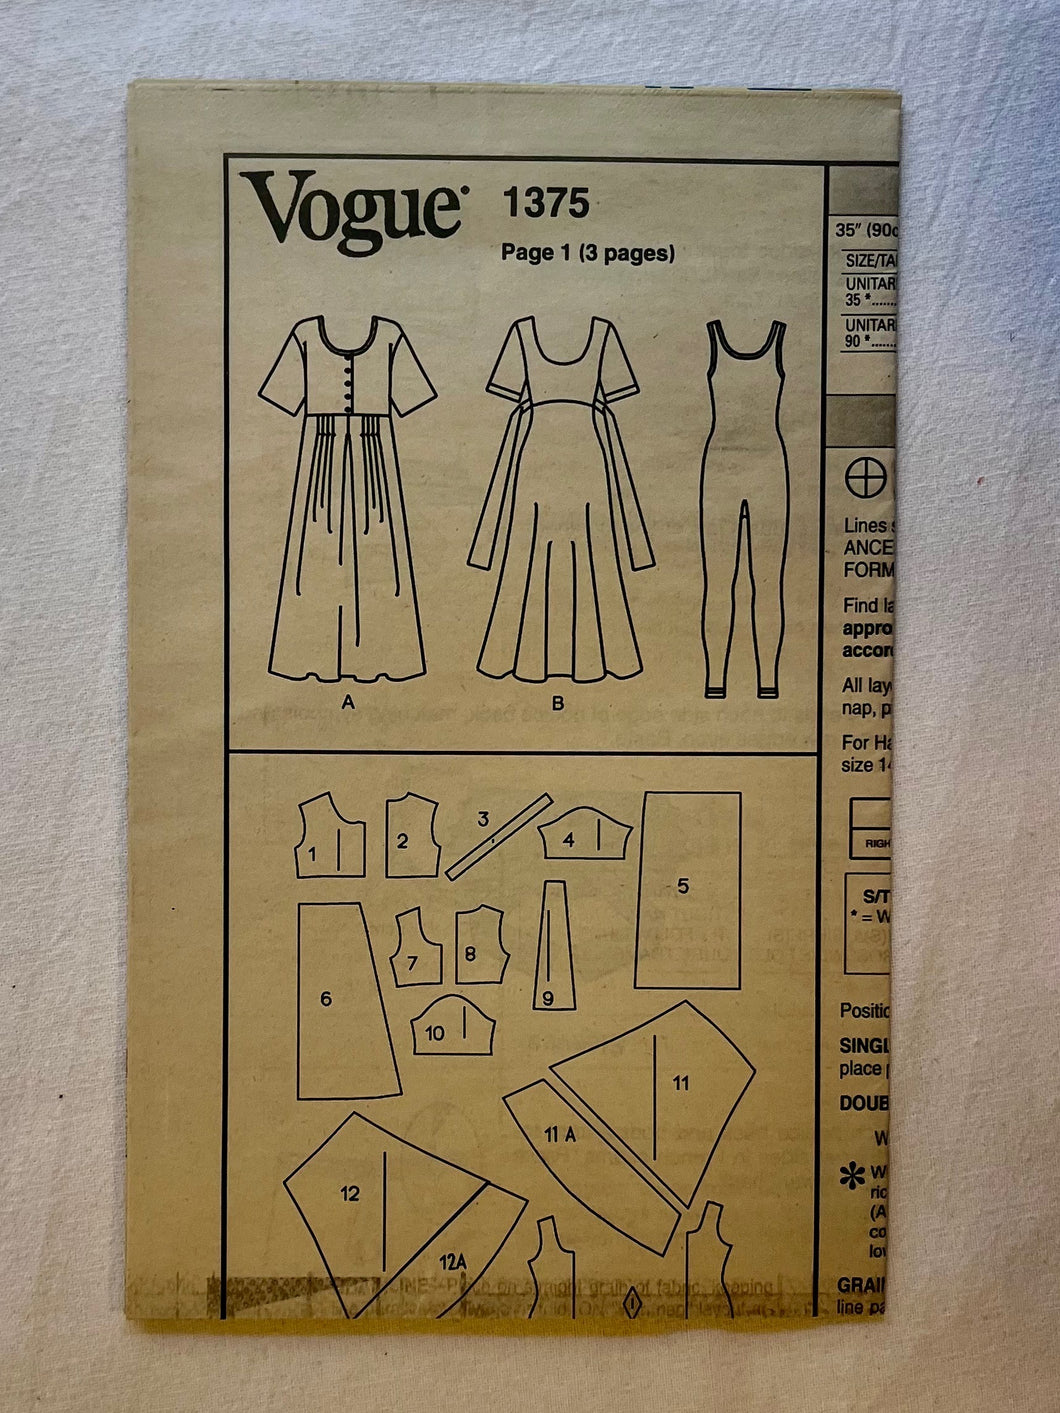 Vogue 1375
Page 1 (3 pages)
A
B
1
2
3
4
5
6
7
8
9
10
11
11 A
12
12A
35" (90c
SIZE/TA
UNITAR
35 *.......
UNITAR
90 *.......
Lines s
ANCE
FORM
Find la
appro
accord
All lay
nap, p
For Ha
size 14
RIGH
S/T
* = W
Positio
SINGL
place p
DOUB
W
W
ric
(A
co
lov
GRAI
line pa